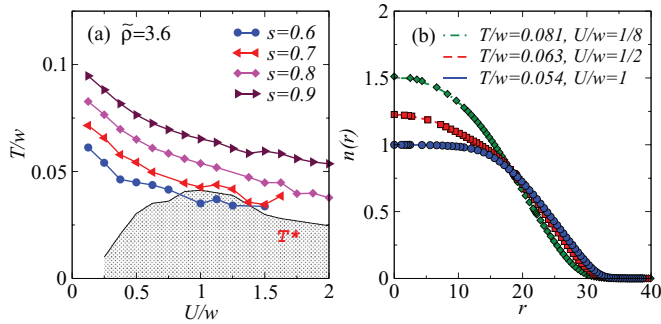 (a) ρ̃=3.6
s=0.6
s=0.7
s=0.8
s=0.9
T*
0.1
0.05
0
T/w
0 0.5 1 1.5 2
U/w
(b)
T/w=0.081, U/w=1/8
T/w=0.063, U/w=1/2
T/w=0.054, U/w=1
2
1.5
1
0.5
0
n(r)
0 10 20 30 40
r